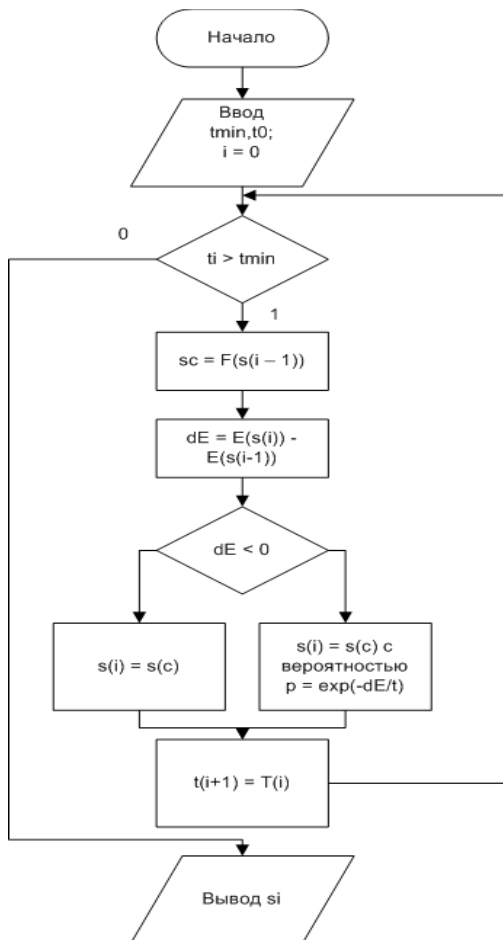 Начало
Ввод
tmin,t0;
i = 0
0
ti > tmin
1
sc = F(s(i – 1))
dE = E(s(i)) -
E(s(i-1))
dE < 0
s(i) = s(c)
s(i) = s(c) с
вероятностью
p = exp(-dE/t)
t(i+1) = T(i)
Вывод si